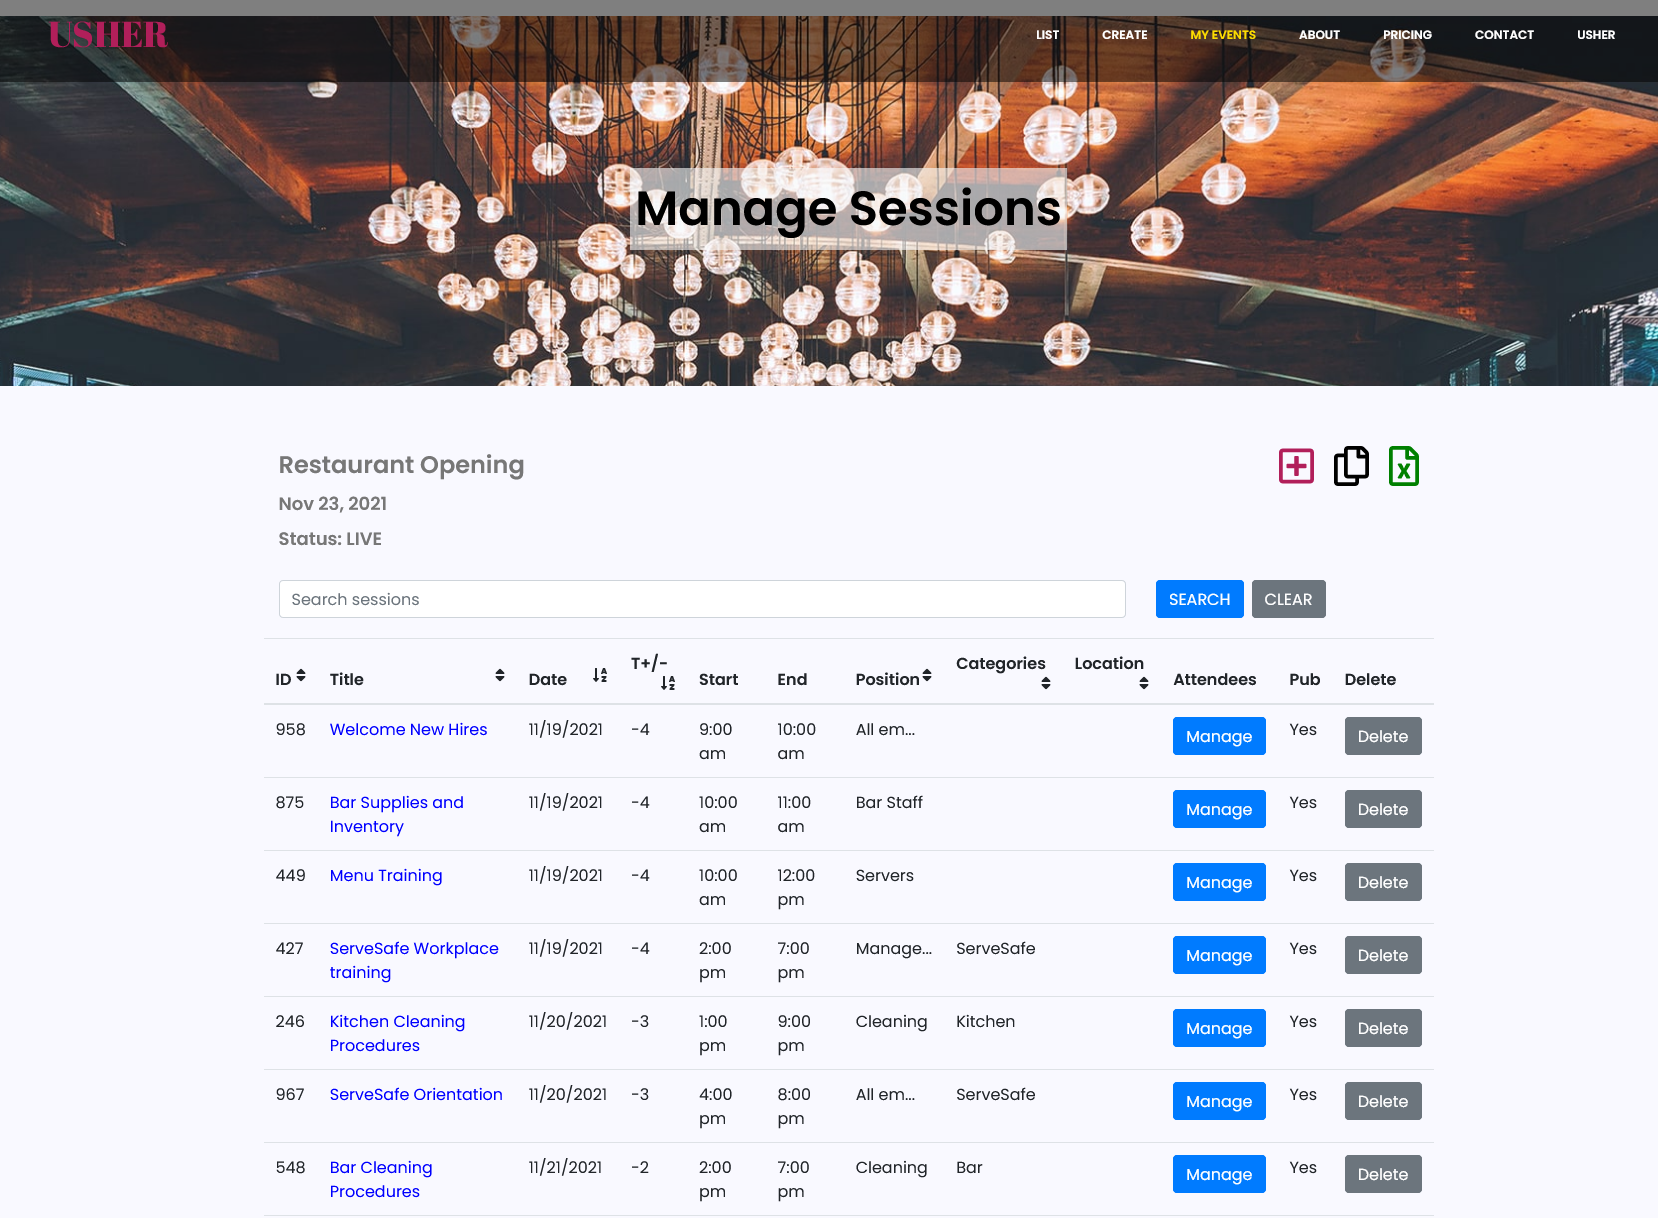 USHER
LIST CREATE MY EVENTS ABOUT PRICING CONTACT USHER
Manage Sessions
Restaurant Opening
Nov 23, 2021
Status: LIVE
Search sessions SEARCH CLEAR
ID Title Date T+/- Start End Position Categories Location Attendees Pub Delete
958 Welcome New Hires 11/19/2021 -4 9:00 am 10:00 am All em... Manage Yes Delete
875 Bar Supplies and Inventory 11/19/2021 -4 10:00 am 11:00 am Bar Staff Manage Yes Delete
449 Menu Training 11/19/2021 -4 10:00 am 12:00 pm Servers Manage Yes Delete
427 ServeSafe Workplace training 11/19/2021 -4 2:00 pm 7:00 pm Manage... ServeSafe Manage Yes Delete
246 Kitchen Cleaning Procedures 11/20/2021 -3 1:00 pm 9:00 pm Cleaning Kitchen Manage Yes Delete
967 ServeSafe Orientation 11/20/2021 -3 4:00 pm 8:00 pm All em... ServeSafe Manage Yes Delete
548 Bar Cleaning Procedures 11/21/2021 -2 2:00 pm 7:00 pm Cleaning Bar Manage Yes Delete